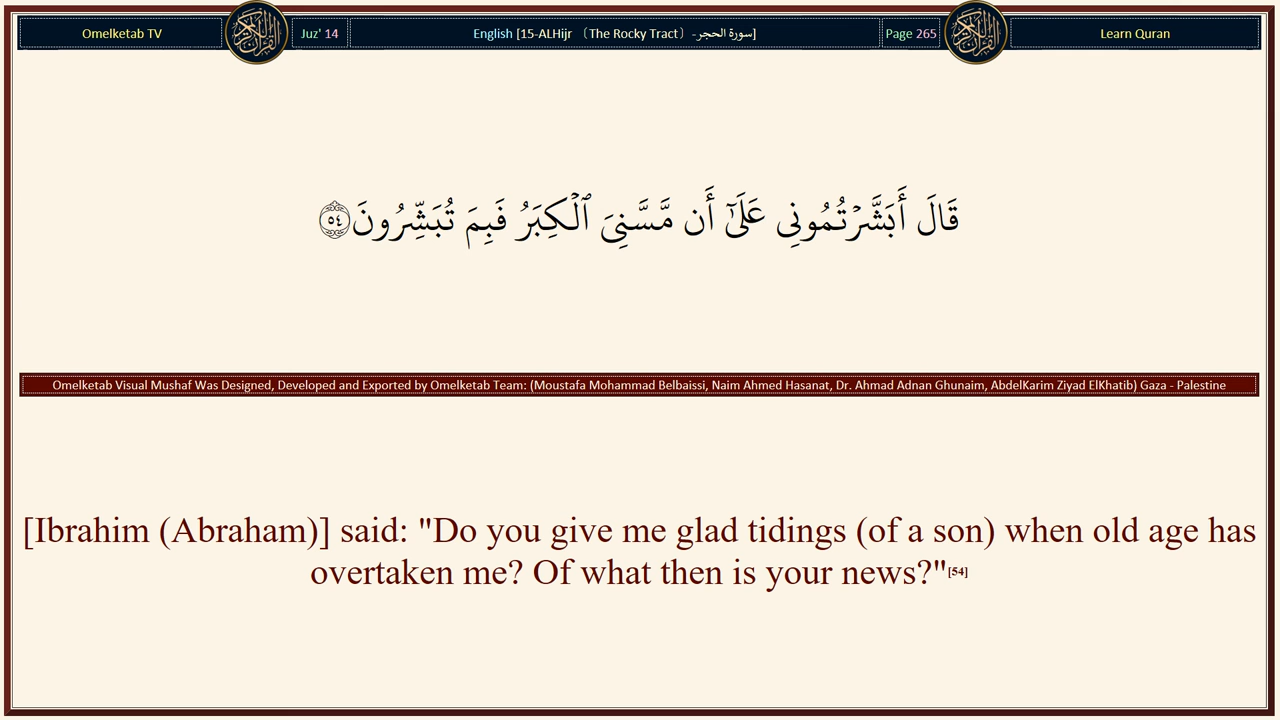 Omelketab TV
Juz' 14
English [15-ALHijr （The Rocky Tract）-سورة الحجر]
Page 265
Learn Quran
قَالَ أَبَشَّرۡتُمُونِى عَلَىٰٓ أَن مَّسَّنِىَ ٱلۡكِبَرُ فَبِمَ تُبَشِّرُونَ ٥٤
Omelketab Visual Mushaf Was Designed, Developed and Exported by Omelketab Team: (Moustafa Mohammad Belbaissi, Naim Ahmed Hasanat, Dr. Ahmad Adnan Ghunaim, AbdelKarim Ziyad ElKhatib) Gaza - Palestine
[Ibrahim (Abraham)] said: "Do you give me glad tidings (of a son) when old age has
overtaken me? Of what then is your news?"[54]